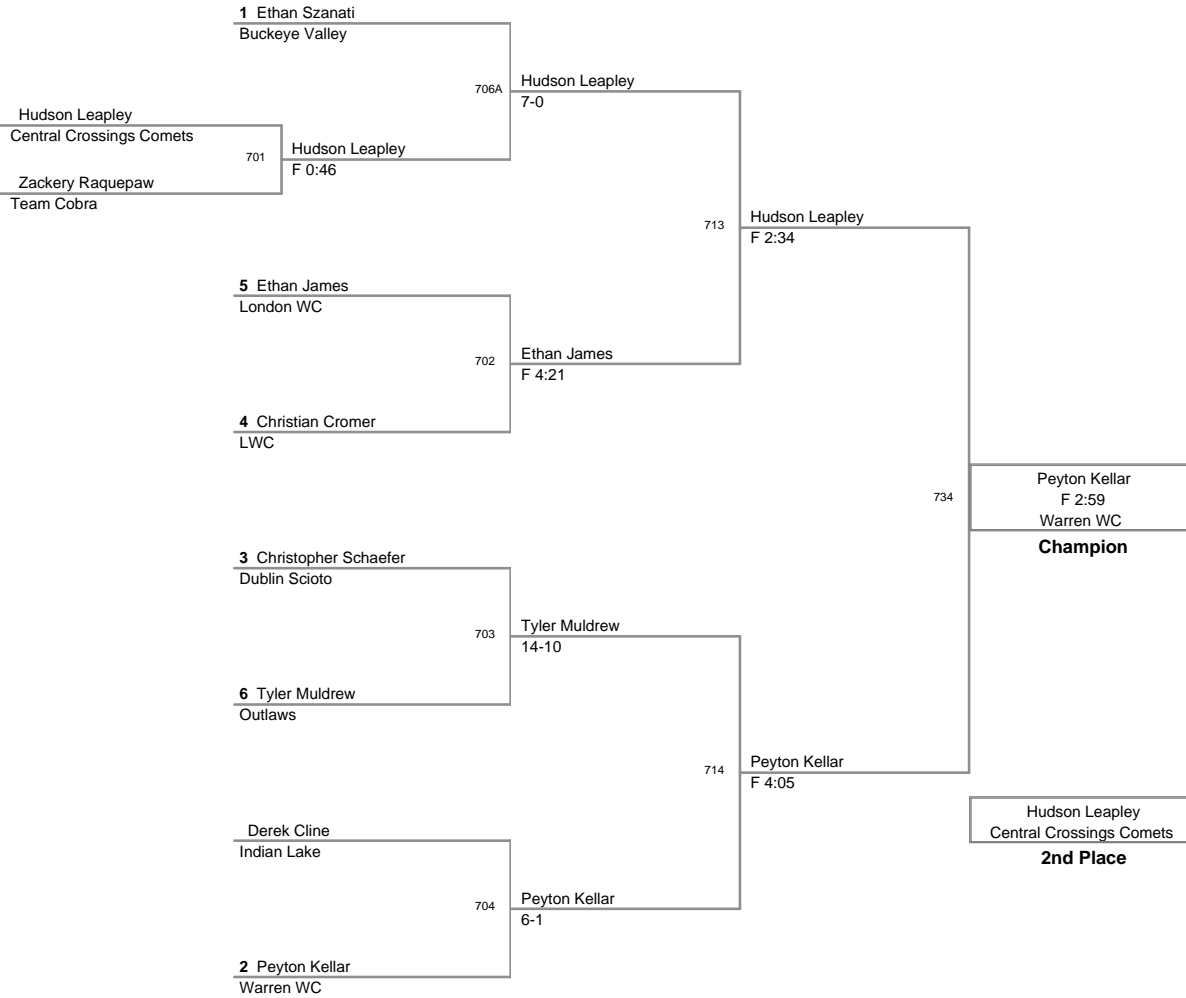 1 Ethan Szanati
Buckeye Valley
706A
Hudson Leapley
7-0
Hudson Leapley
Central Crossings Comets
701
Hudson Leapley
F 0:46
Zackery Raquepaw
Team Cobra
713
Hudson Leapley
F 2:34
5 Ethan James
London WC
702
Ethan James
F 4:21
4 Christian Cromer
LWC
734
Peyton Kellar
F 2:59
Warren WC
Champion
3 Christopher Schaefer
Dublin Scioto
703
Tyler Muldrew
14-10
6 Tyler Muldrew
Outlaws
714
Peyton Kellar
F 4:05
Hudson Leapley
Central Crossings Comets
2nd Place
Derek Cline
Indian Lake
704
Peyton Kellar
6-1
2 Peyton Kellar
Warren WC